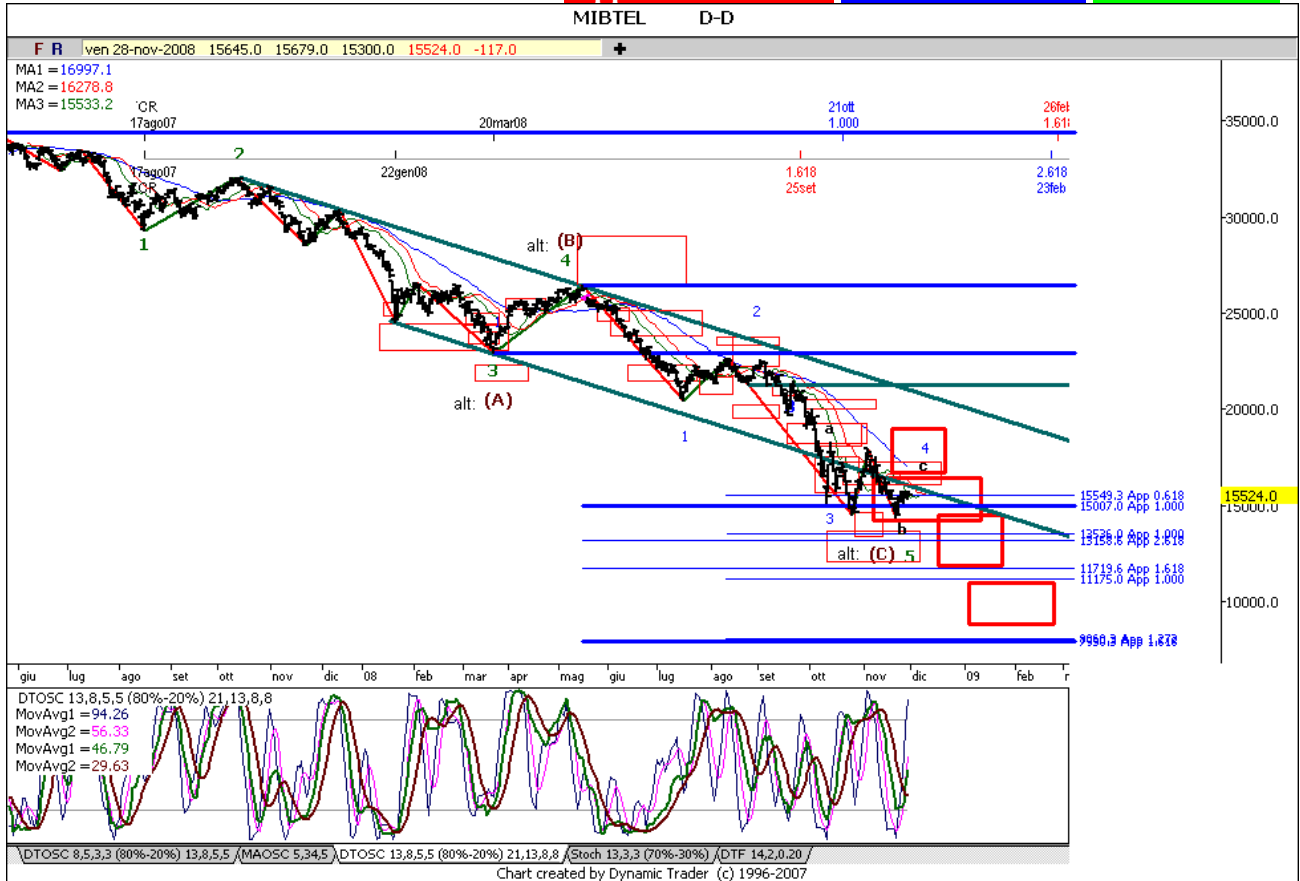 MIBTEL D-D
F R ven 28-nov-2008 15645.0 15679.0 15300.0 15524.0 -117.0
MA1 =16997.1
MA2 =16278.8
MA3 =15533.2
CR
17ago07
20mar08
21ott
1.000
26feb
35000.0
2
17ago07
CR
22gen08
1.618
25set
2.618
23feb
30000.0
1
alt: (B)
4
25000.0
2
3
alt: (A)
20000.0
1
a
4
c
15549.3 App 0.618
15524.0
15007.0 App 1.000
15000.0
3
b
13526.0 App 1.000
13158.6 App 2.618
alt: (C) 5
11719.6 App 1.618
11175.0 App 1.000
10000.0
giu lug ago set ott nov dic 08 feb mar apr mag giu lug ago set ott nov dic 09 feb
DTOSC 13,8,5,5 (80%-20%) 21,13,8,8
MovAvg1 =94.26
MovAvg2 =56.33
MovAvg1 =46.79
MovAvg2 =29.63
DTOSC 8,5,3,3 (80%-20%) 13,8,5,5 MAOSC 5,34,5 DTOSC 13,8,5,5 (80%-20%) 21,13,8,8 Stoch 13,3,3 (70%-30%) DTF 14,2,0.20
Chart created by Dynamic Trader (c) 1996-2007